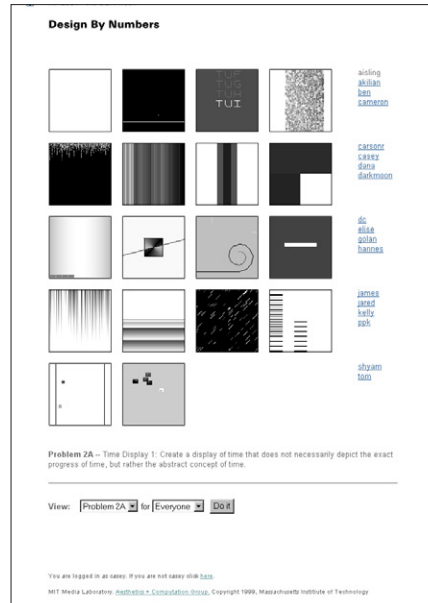 Design By Numbers
TUF
TUG
TUH
TUI
aisling
akilian
ben
cameron
carsonr
casey
dana
darkmoon
dc
elise
golan
hannes
james
jared
kelly
ppk
shyam
tom
Problem 2A -- Time Display 1: Create a display of time that does not necessarily depict the exact
progress of time, but rather the abstract concept of time.
View: Problem 2A for Everyone Do it
You are logged in as casey. If you are not casey click here.
MIT Media Laboratory, Aesthetics + Computation Group, Copyright 1999, Massachusetts Institute of Technology